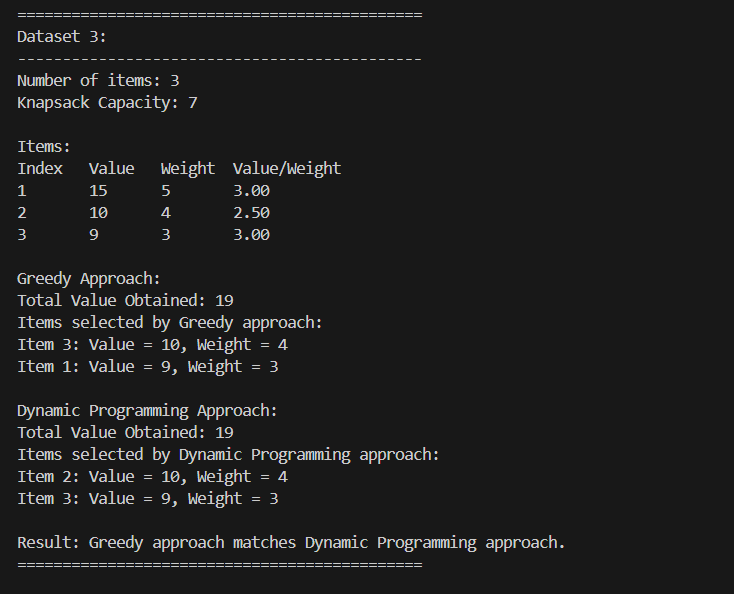 =============================================
Dataset 3:
---------------------------------------------
Number of items: 3
Knapsack Capacity: 7
Items:
Index Value Weight Value/Weight
1 15 5 3.00
2 10 4 2.50
3 9 3 3.00
Greedy Approach:
Total Value Obtained: 19
Items selected by Greedy approach:
Item 3: Value = 10, Weight = 4
Item 1: Value = 9, Weight = 3
Dynamic Programming Approach:
Total Value Obtained: 19
Items selected by Dynamic Programming approach:
Item 2: Value = 10, Weight = 4
Item 3: Value = 9, Weight = 3
Result: Greedy approach matches Dynamic Programming approach.
=============================================